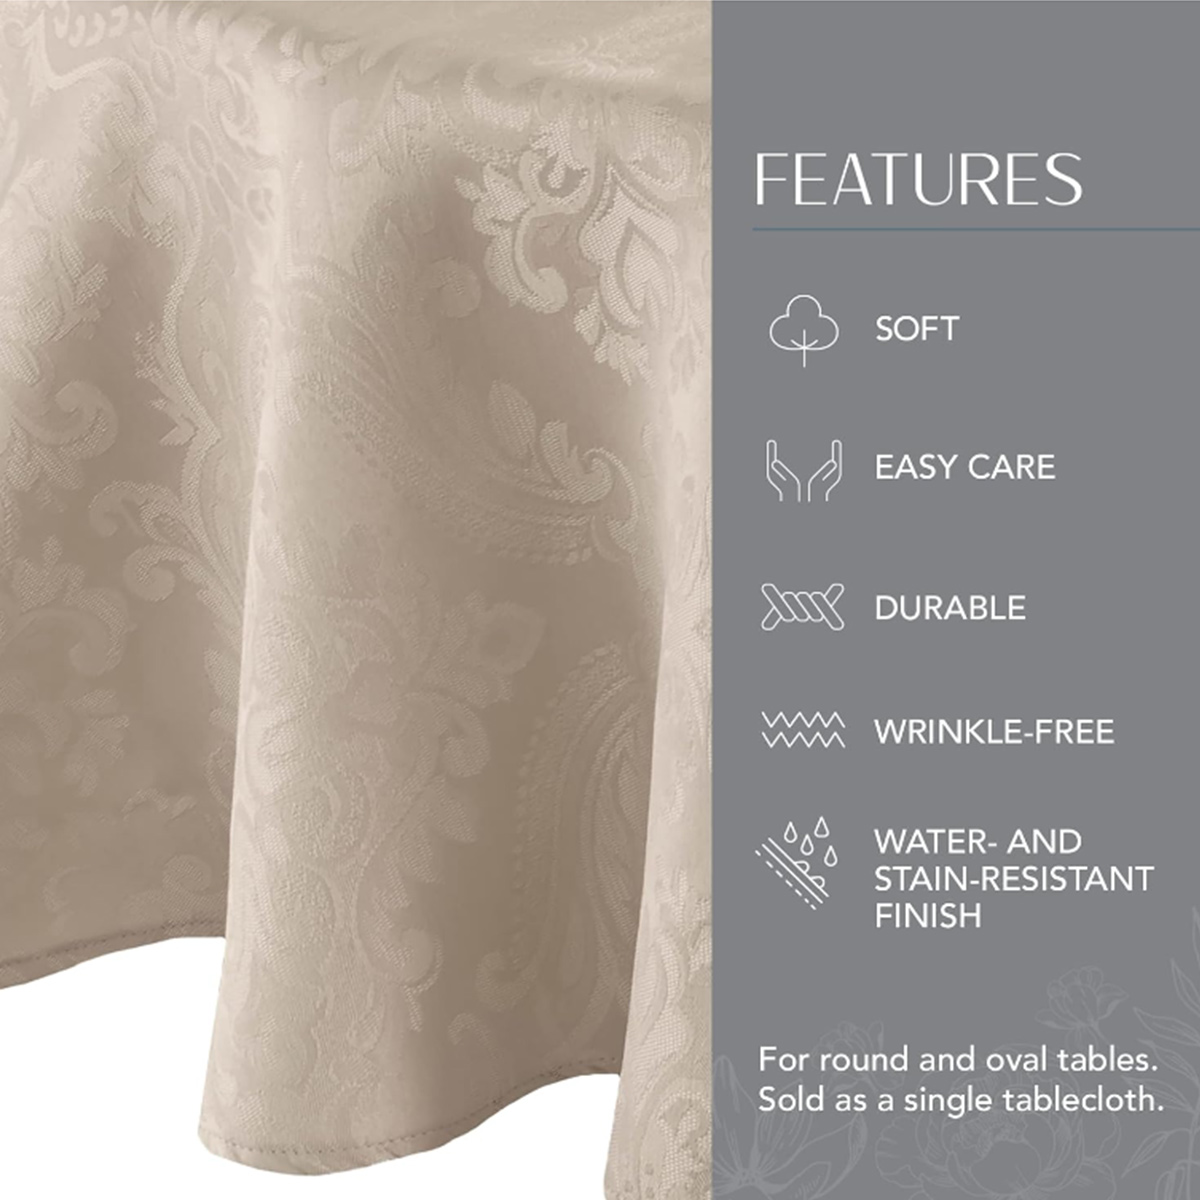 FEATURES
SOFT
EASY CARE
DURABLE
WRINKLE-FREE
WATER- AND
STAIN-RESISTANT
FINISH
For round and oval tables.
Sold as a single tablecloth.